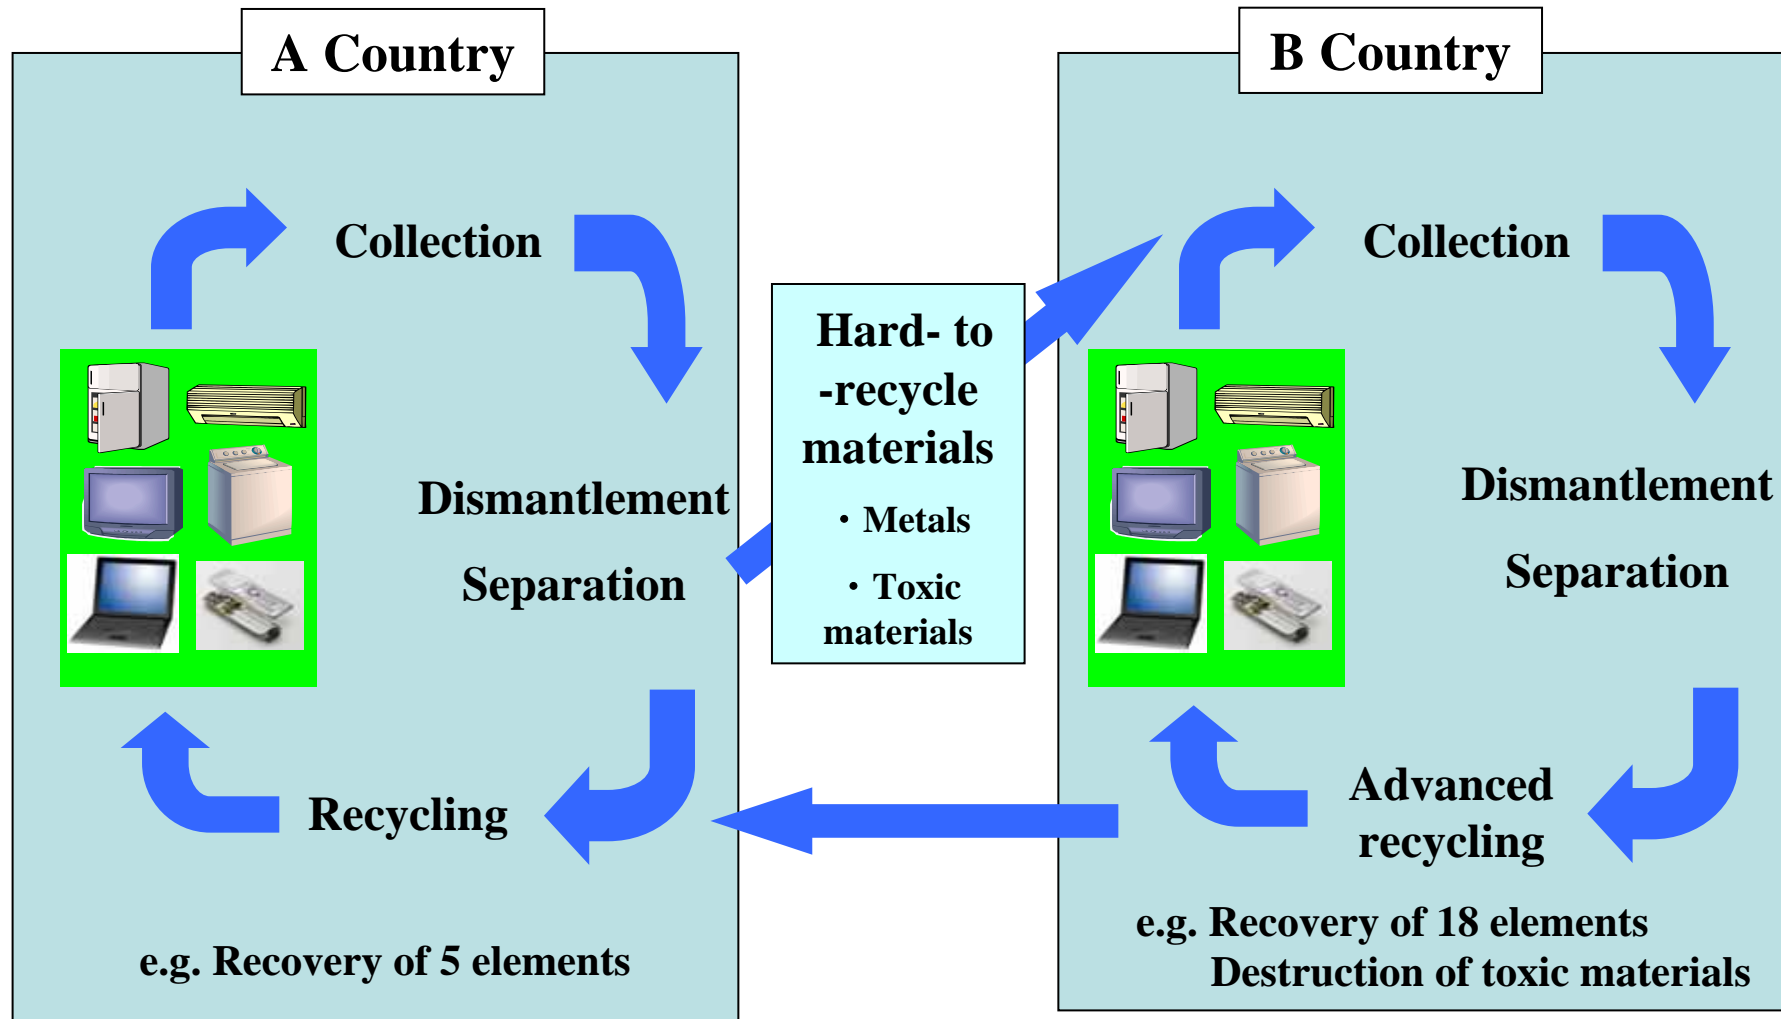 A Country
Collection
Dismantlement
Separation
Recycling
e.g. Recovery of 5 elements
Hard- to
-recycle
materials
・Metals
・Toxic
materials
B Country
Collection
Dismantlement
Separation
Advanced
recycling
e.g. Recovery of 18 elements
Destruction of toxic materials